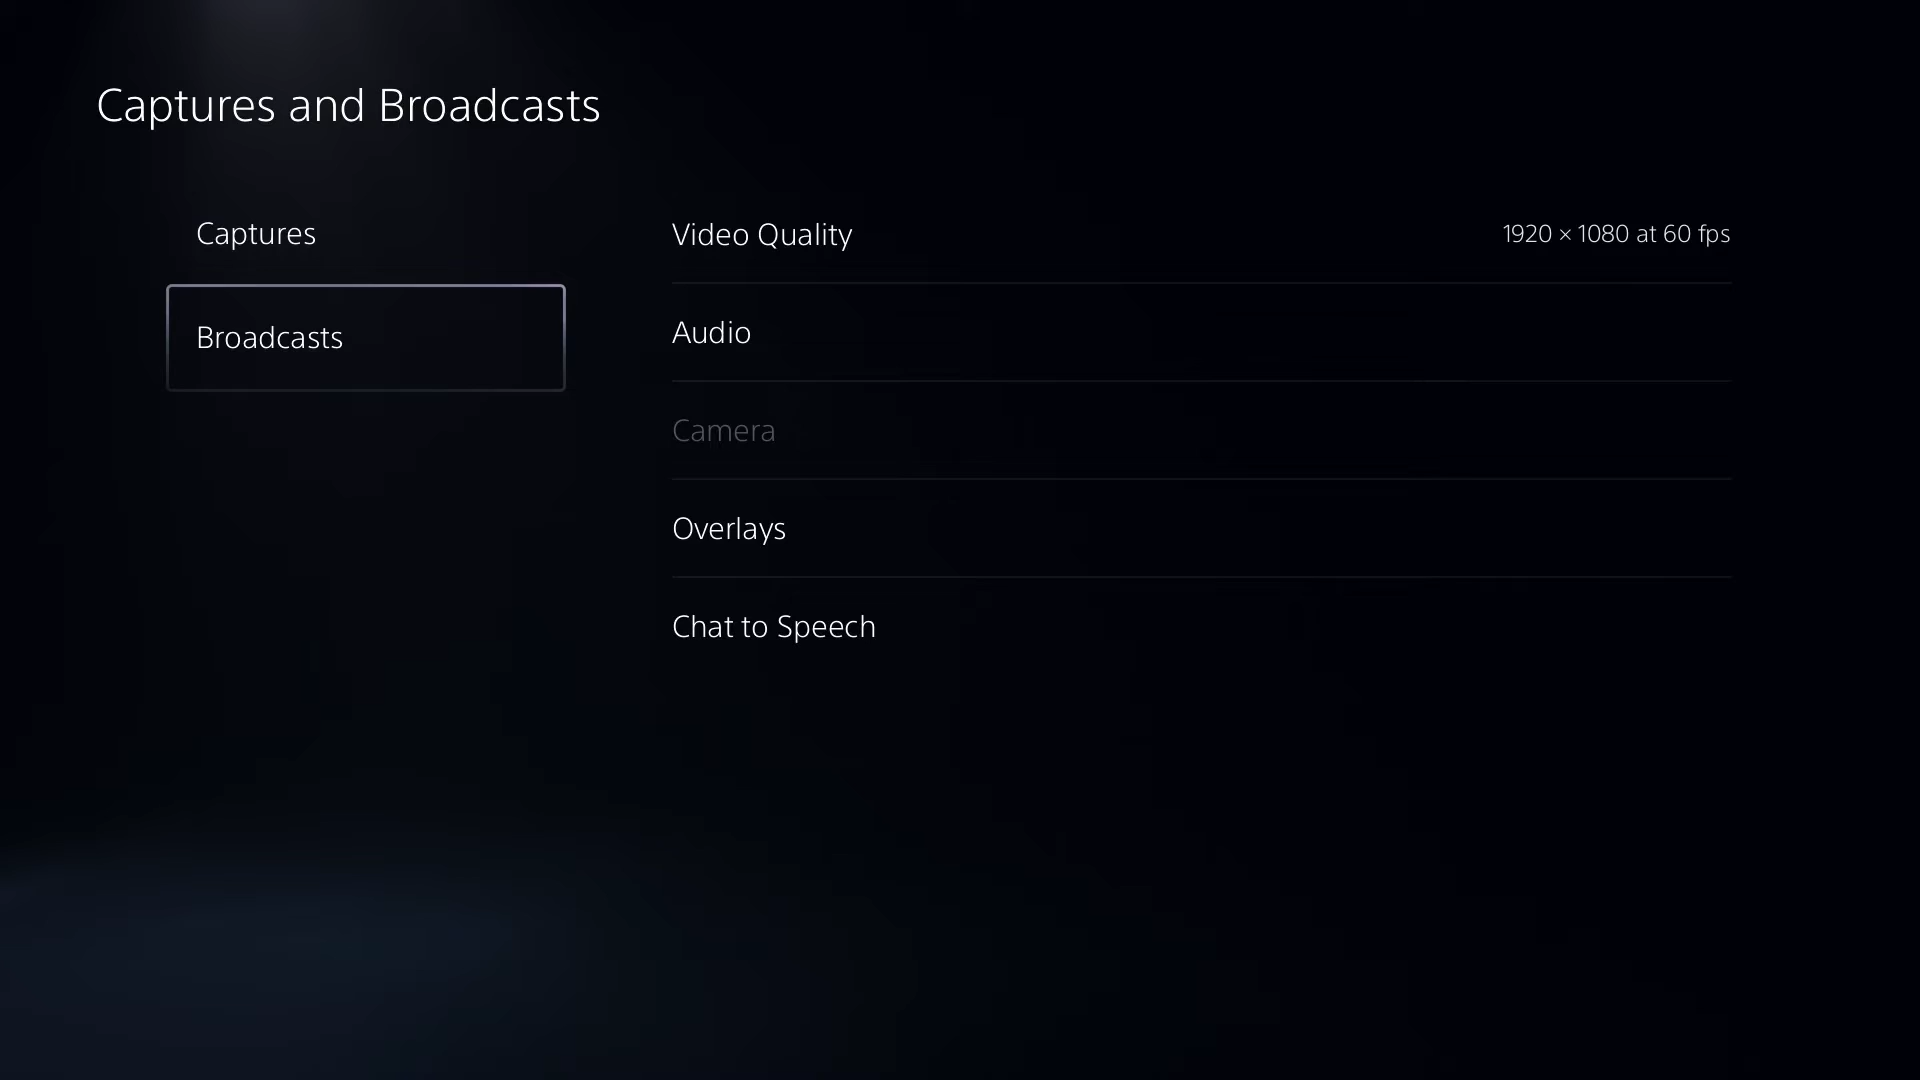 Captures and Broadcasts
Captures
Broadcasts
Video Quality 1920 × 1080 at 60 fps
Audio
Camera
Overlays
Chat to Speech